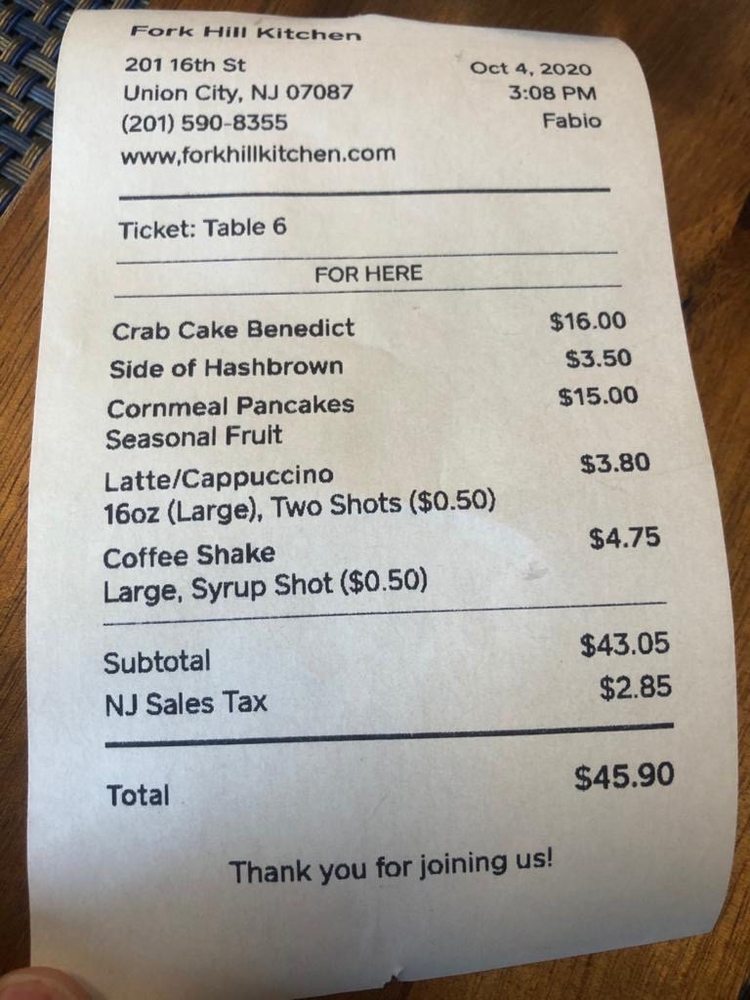 Fork Hill Kitchen
201 16th St
Oct 4, 2020
Union City, NJ 07087
3:08 PM
(201) 590-8355
Fabio
www,forkhillkitchen.com
Ticket: Table 6
FOR HERE
Crab Cake Benedict $16.00
Side of Hashbrown $3.50
Cornmeal Pancakes $15.00
Seasonal Fruit
Latte/Cappuccino $3.80
16oz (Large), Two Shots ($0.50)
Coffee Shake $4.75
Large, Syrup Shot ($0.50)
Subtotal $43.05
NJ Sales Tax $2.85
Total $45.90
Thank you for joining us!